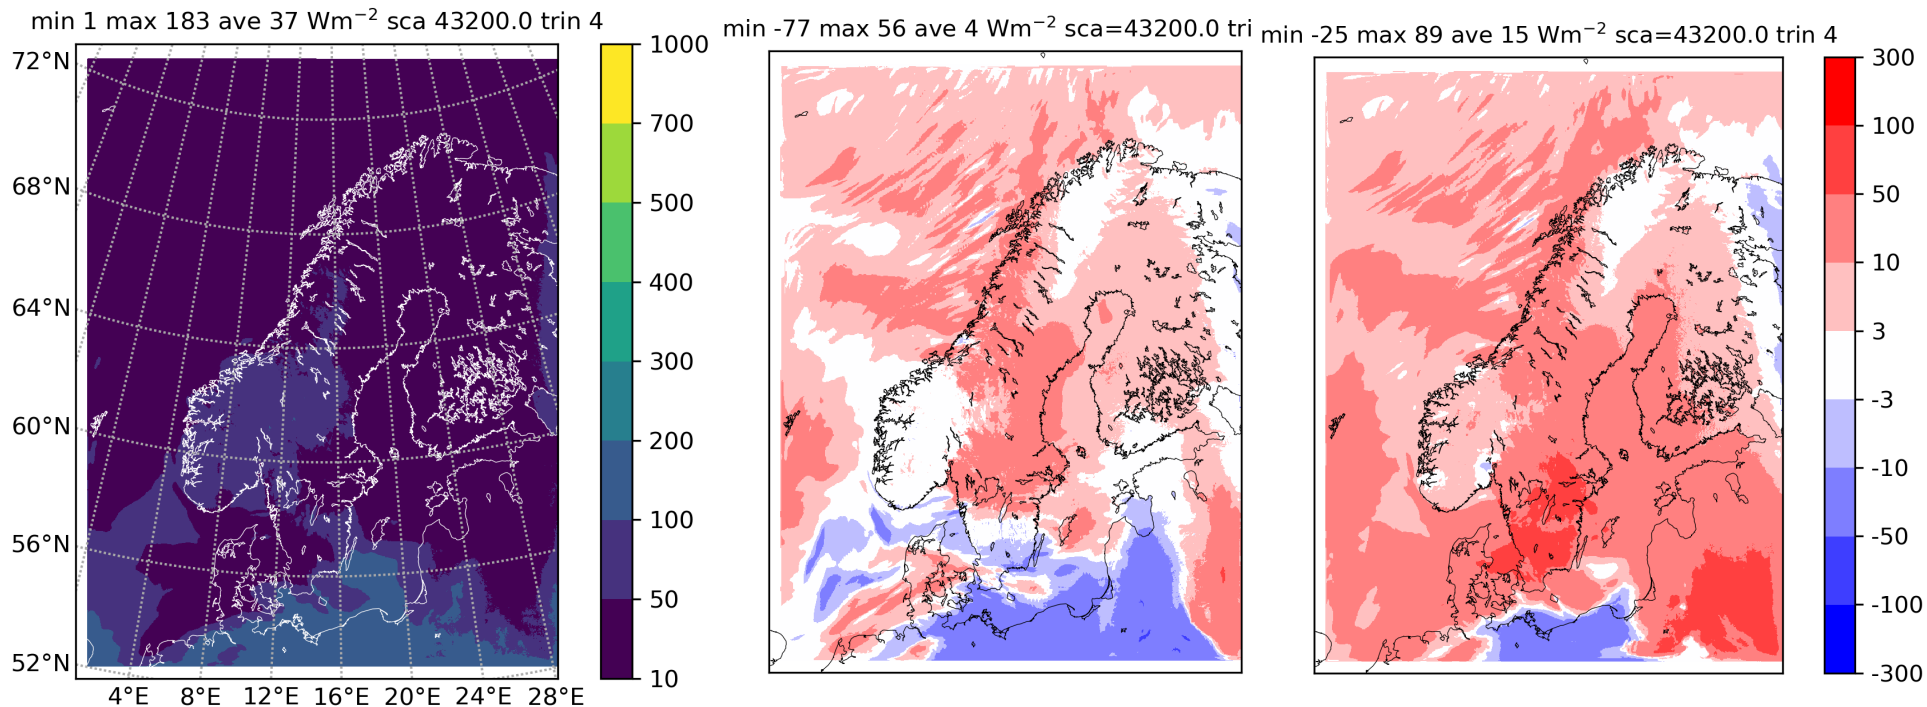 min 1 max 183 ave 37 Wm⁻² sca 43200.0 trin 4
min -77 max 56 ave 4 Wm⁻² sca=43200.0 tri
min -25 max 89 ave 15 Wm⁻² sca=43200.0 trin 4
72°N
68°N
64°N
60°N
56°N
52°N
4°E 8°E 12°E 16°E 20°E 24°E 28°E
1000
700
500
400
300
200
100
50
10
300
100
50
10
3
-3
-10
-50
-100
-300